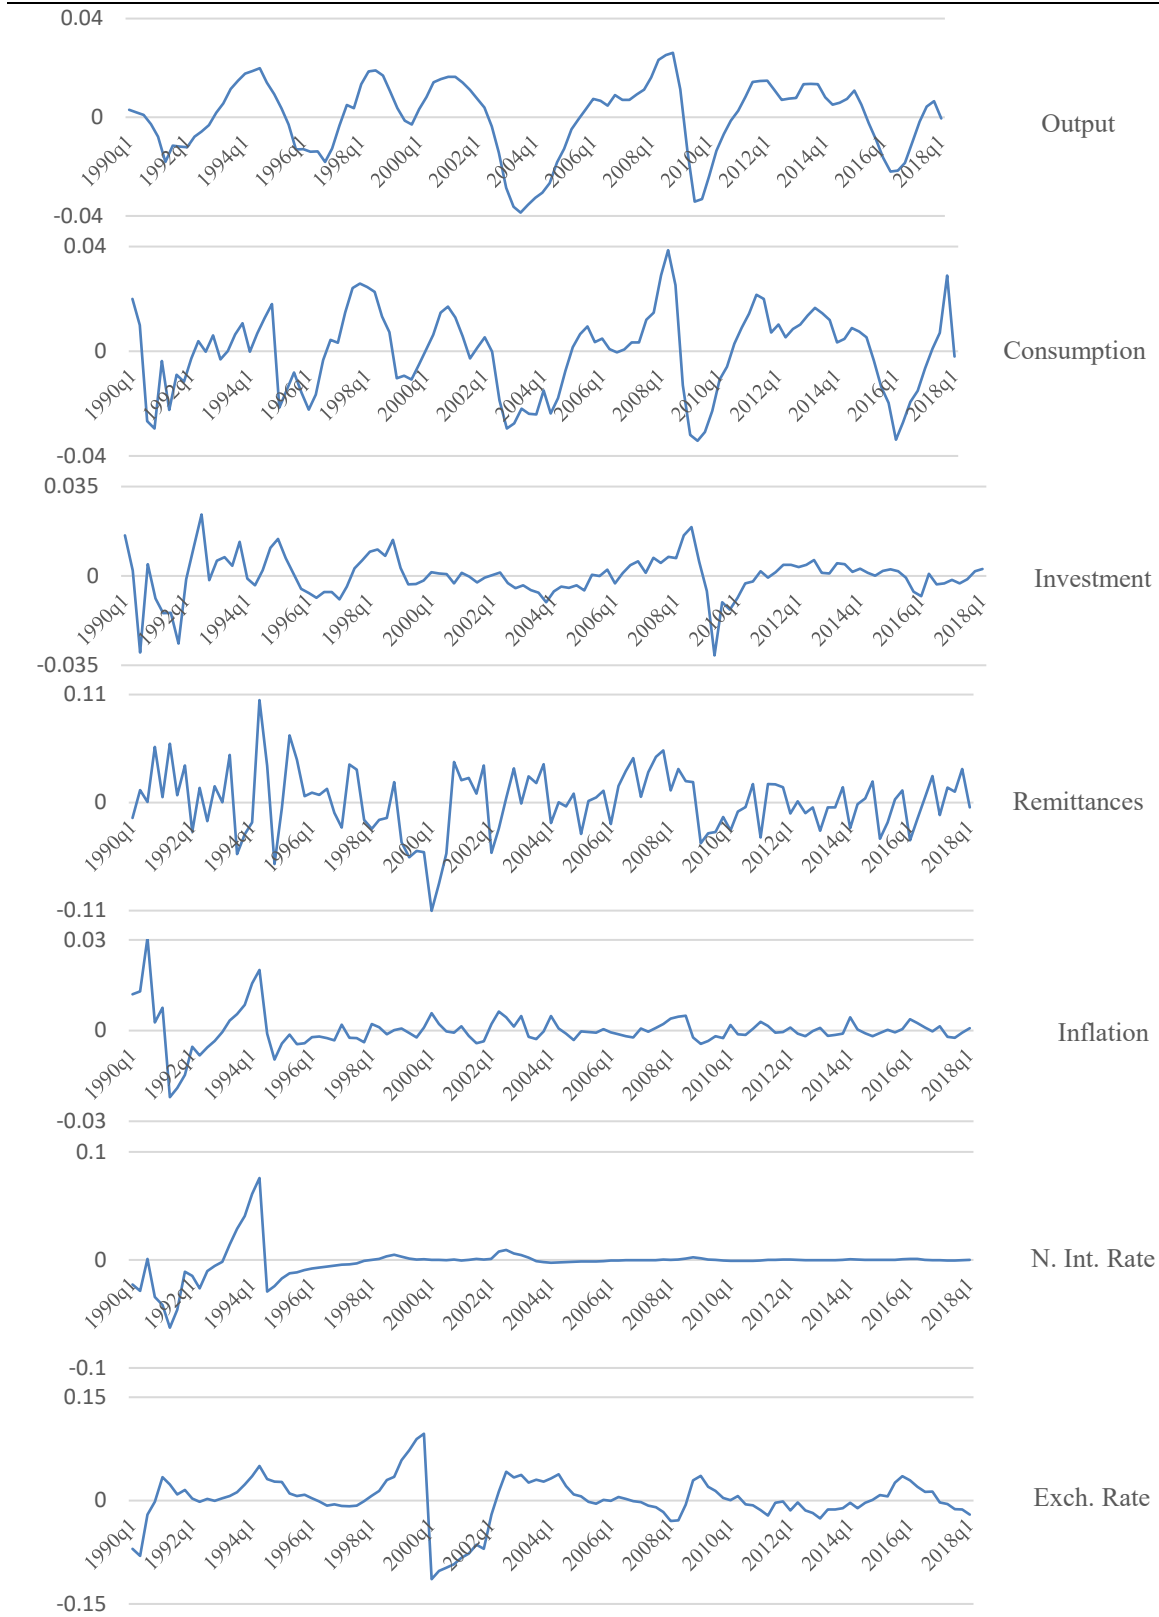 0.04
0
-0.04
1990q1 1992q1 1994q1 1996q1 1998q1 2000q1 2002q1 2004q1 2006q1 2008q1 2010q1 2012q1 2014q1 2016q1 2018q1
Output
0.04
0
-0.04
1990q1 1992q1 1994q1 1996q1 1998q1 2000q1 2002q1 2004q1 2006q1 2008q1 2010q1 2012q1 2014q1 2016q1 2018q1
Consumption
0.035
0
-0.035
1990q1 1992q1 1994q1 1996q1 1998q1 2000q1 2002q1 2004q1 2006q1 2008q1 2010q1 2012q1 2014q1 2016q1 2018q1
Investment
0.11
0
-0.11
1990q1 1992q1 1994q1 1996q1 1998q1 2000q1 2002q1 2004q1 2006q1 2008q1 2010q1 2012q1 2014q1 2016q1 2018q1
Remittances
0.03
0
-0.03
1990q1 1992q1 1994q1 1996q1 1998q1 2000q1 2002q1 2004q1 2006q1 2008q1 2010q1 2012q1 2014q1 2016q1 2018q1
Inflation
0.1
0
-0.1
1990q1 1992q1 1994q1 1996q1 1998q1 2000q1 2002q1 2004q1 2006q1 2008q1 2010q1 2012q1 2014q1 2016q1 2018q1
N. Int. Rate
0.15
0
-0.15
1990q1 1992q1 1994q1 1996q1 1998q1 2000q1 2002q1 2004q1 2006q1 2008q1 2010q1 2012q1 2014q1 2016q1 2018q1
Exch. Rate